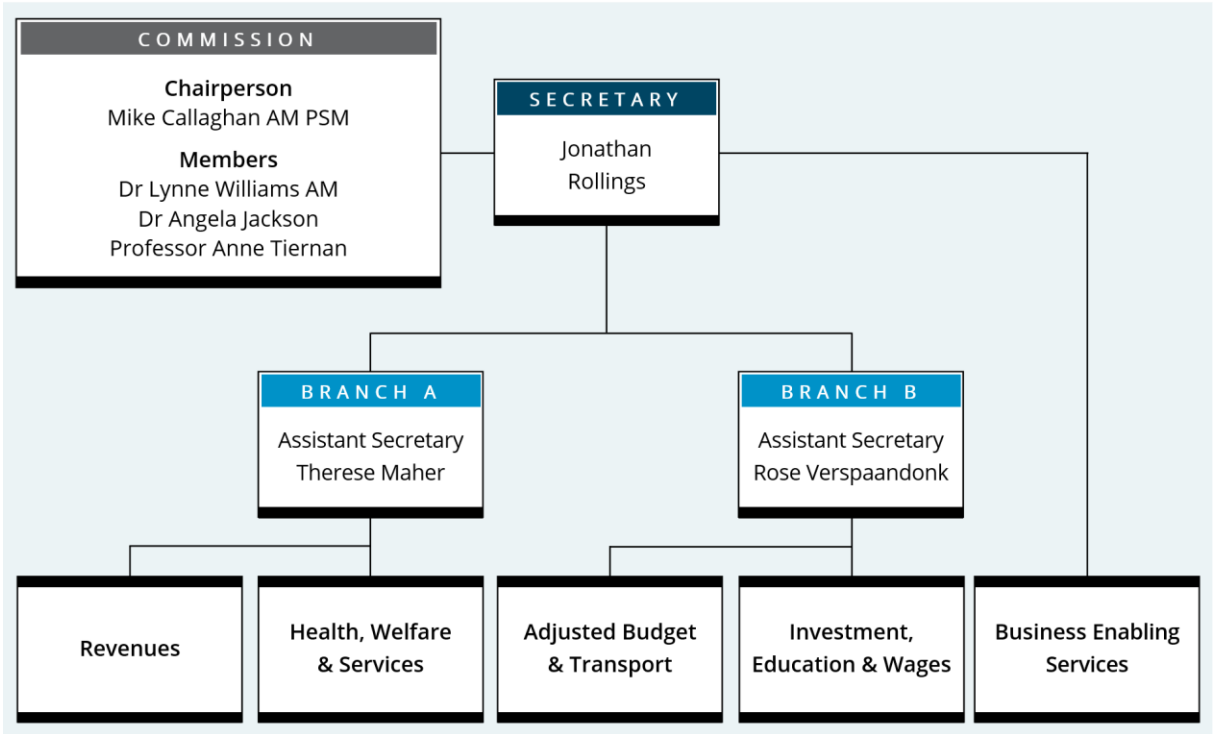 COMMISSION
Chairperson
Mike Callaghan AM PSM
Members
Dr Lynne Williams AM
Dr Angela Jackson
Professor Anne Tiernan
SECRETARY
Jonathan
Rollings
BRANCH A
Assistant Secretary
Therese Maher
BRANCH B
Assistant Secretary
Rose Verspaandonk
Revenues
Health, Welfare
& Services
Adjusted Budget
& Transport
Investment,
Education & Wages
Business Enabling
Services